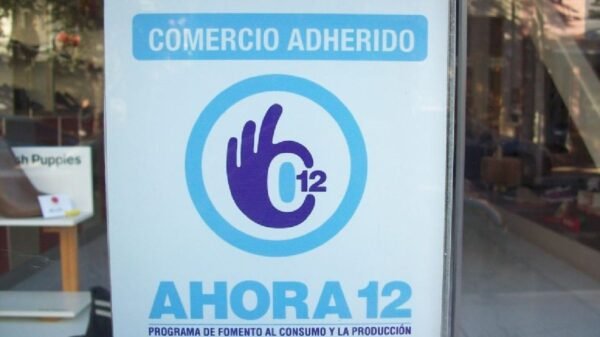 COMERCIO ADHERIDO
sh Puppies
12
AHORA 12
PROGRAMA DE FOMENTO AL CONSUMO Y LA PRODUCCIÓN